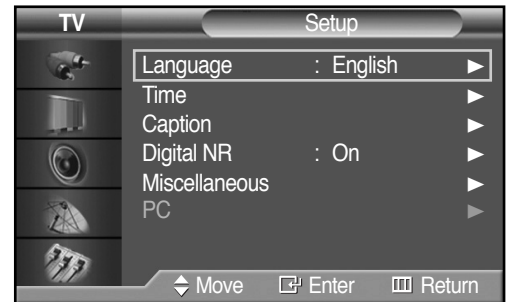 TV Setup
Language : English ►
Time ►
Caption ►
Digital NR : On ►
Miscellaneous ►
PC ►
Move Enter Return